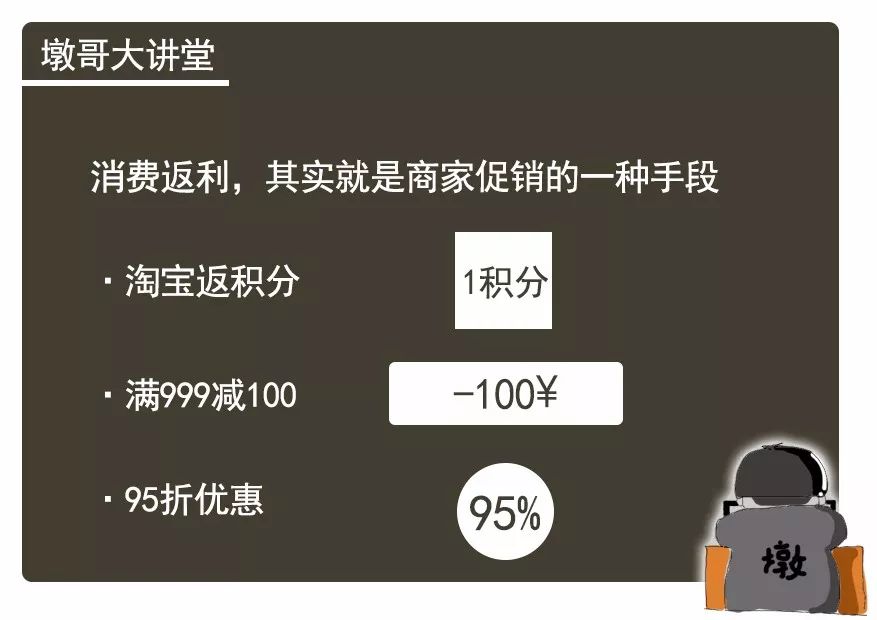 墩哥大讲堂
消费返利，其实就是商家促销的一种手段
·淘宝返积分
1积分
·满999减100
-100¥
·95折优惠
95%
墩